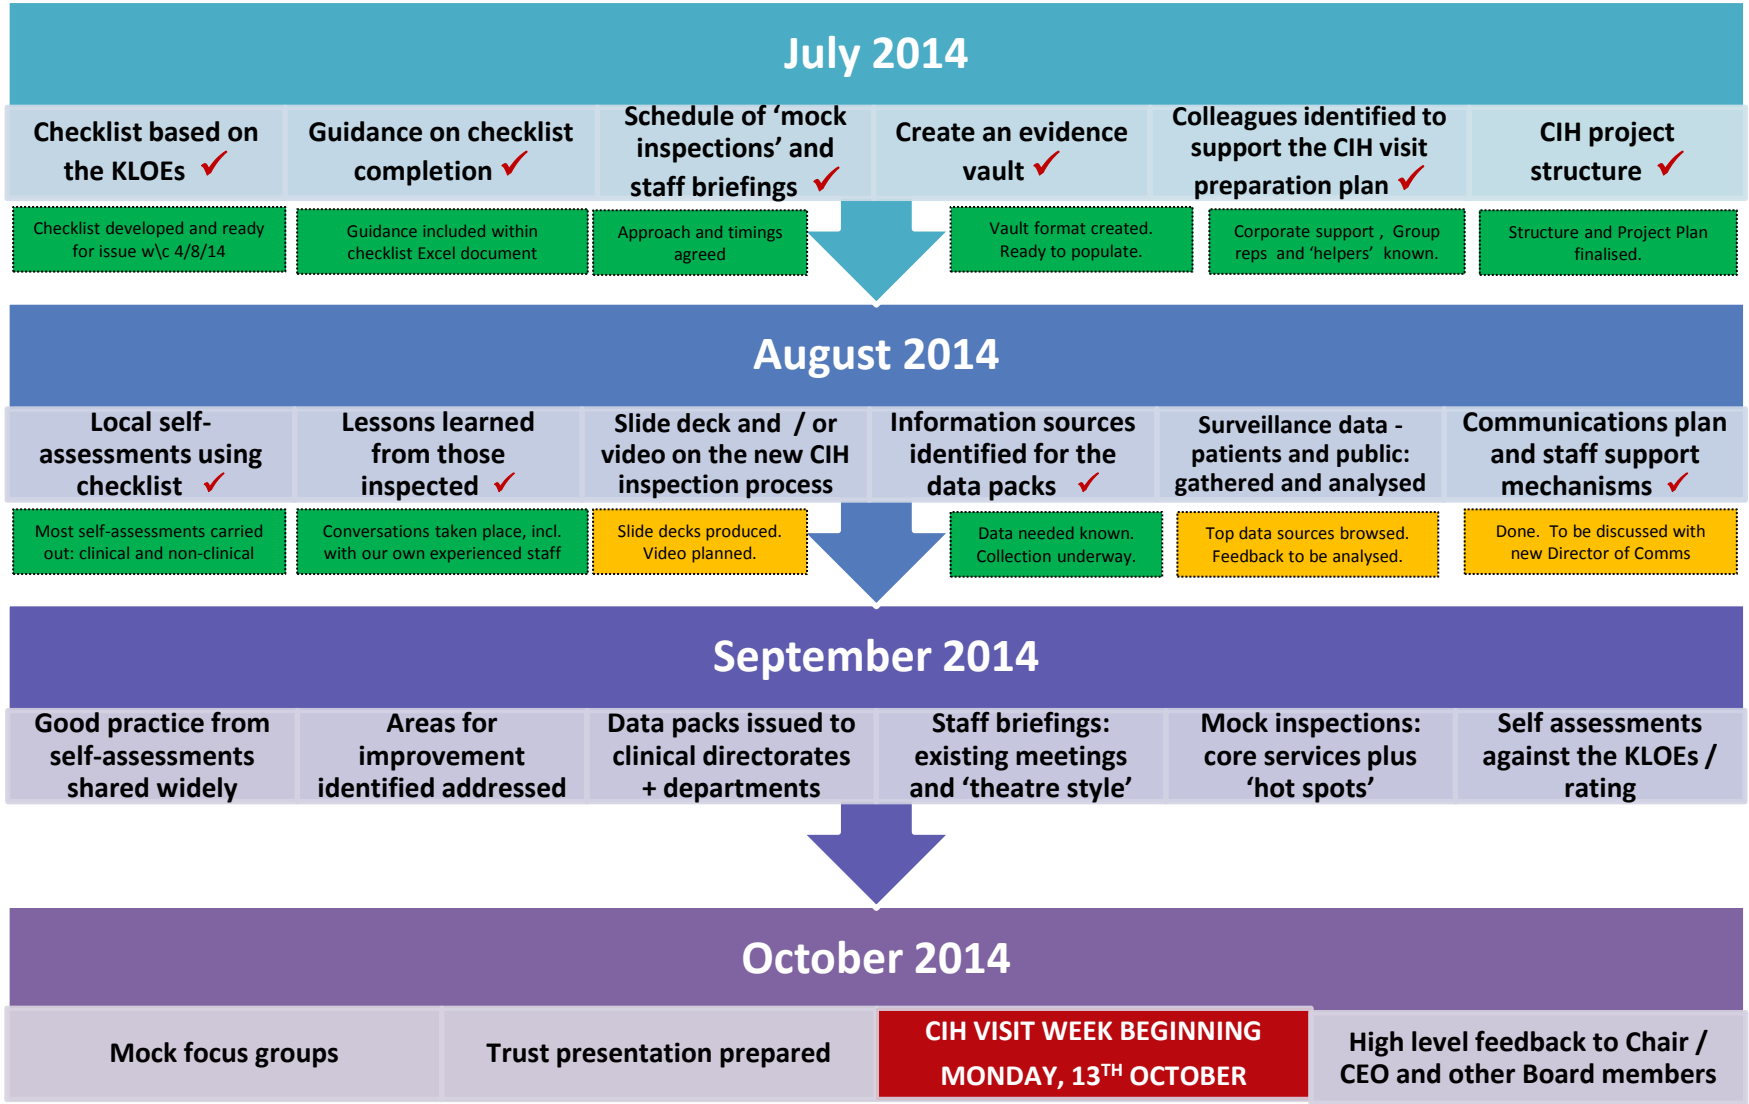 July 2014
Checklist based on
the KLOEs ✓
Guidance on checklist
completion ✓
Schedule of ‘mock
inspections’ and
staff briefings ✓
Create an evidence
vault ✓
Colleagues identified to
support the CIH visit
preparation plan ✓
CIH project
structure ✓
Checklist developed and ready
for issue w\c 4/8/14
Guidance included within
checklist Excel document
Approach and timings
agreed
Vault format created.
Ready to populate.
Corporate support , Group
reps and ‘helpers’ known.
Structure and Project Plan
finalised.
August 2014
Local self-
assessments using
checklist ✓
Lessons learned
from those
inspected ✓
Slide deck and / or
video on the new CIH
inspection process
Information sources
identified for the
data packs ✓
Surveillance data -
patients and public:
gathered and analysed
Communications plan
and staff support
mechanisms ✓
Most self-assessments carried
out: clinical and non-clinical
Conversations taken place, incl.
with our own experienced staff
Slide decks produced.
Video planned.
Data needed known.
Collection underway.
Top data sources browsed.
Feedback to be analysed.
Done. To be discussed with
new Director of Comms
September 2014
Good practice from
self-assessments
shared widely
Areas for
improvement
identified addressed
Data packs issued to
clinical directorates
+ departments
Staff briefings:
existing meetings
and ‘theatre style’
Mock inspections:
core services plus
‘hot spots’
Self assessments
against the KLOEs /
rating
October 2014
Mock focus groups
Trust presentation prepared
CIH VISIT WEEK BEGINNING
MONDAY, 13TH OCTOBER
High level feedback to Chair /
CEO and other Board members